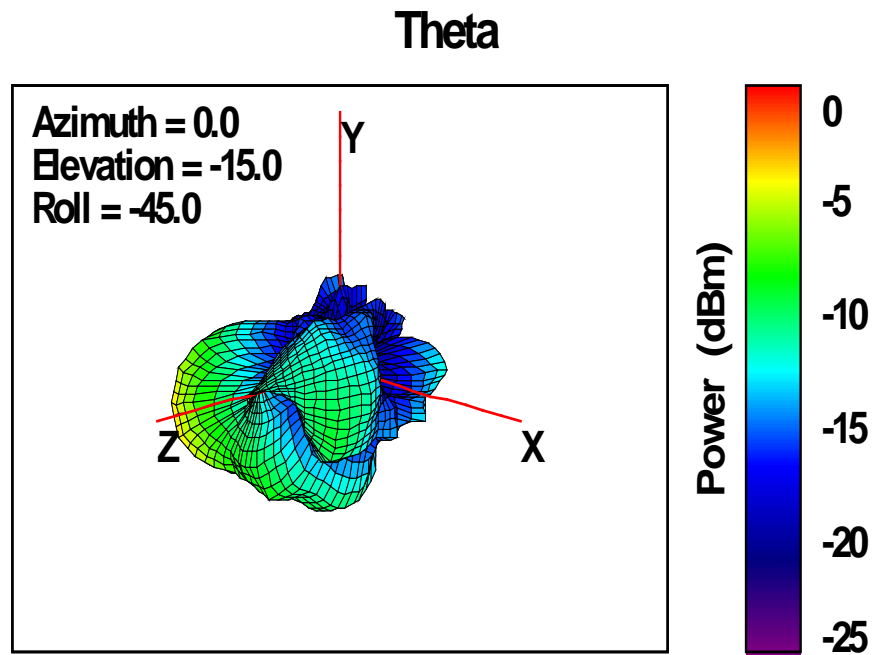 Theta
Azimuth = 0.0
Elevation = -15.0
Roll = -45.0
Y
Z
X
Power (dBm)
0
-5
-10
-15
-20
-25